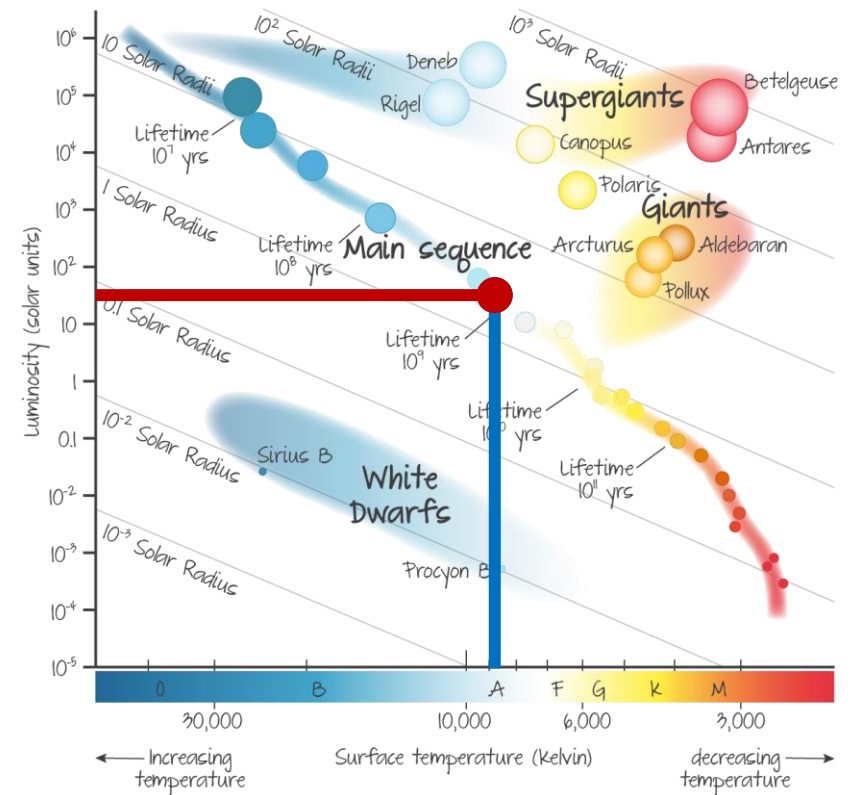 10⁶
10⁵
10⁴
10³
10²
10
1
0.1
10⁻²
10⁻³
10⁻⁴
10⁻⁵
Luminosity (solar units)
10 Solar Radii
10² Solar Radii
10³ Solar Radii
1 Solar Radius
0.1 Solar Radius
10⁻² Solar Radius
10⁻³ Solar Radius
Deneb
Rigel
Supergiants
Betelgeuse
Antares
Canopus
Polaris
Giants
Arcturus
Aldebaran
Pollux
Lifetime
10⁷ yrs
Lifetime
10⁸ yrs
Main sequence
Lifetime
10⁹ yrs
Lifetime
yrs
Lifetime
10¹¹ yrs
Sirius B
White
Dwarfs
Procyon B
O B A F G K M
30,000 10,000 6,000 3,000
Increasing
temperature
Surface temperature (Kelvin)
decreasing
temperature